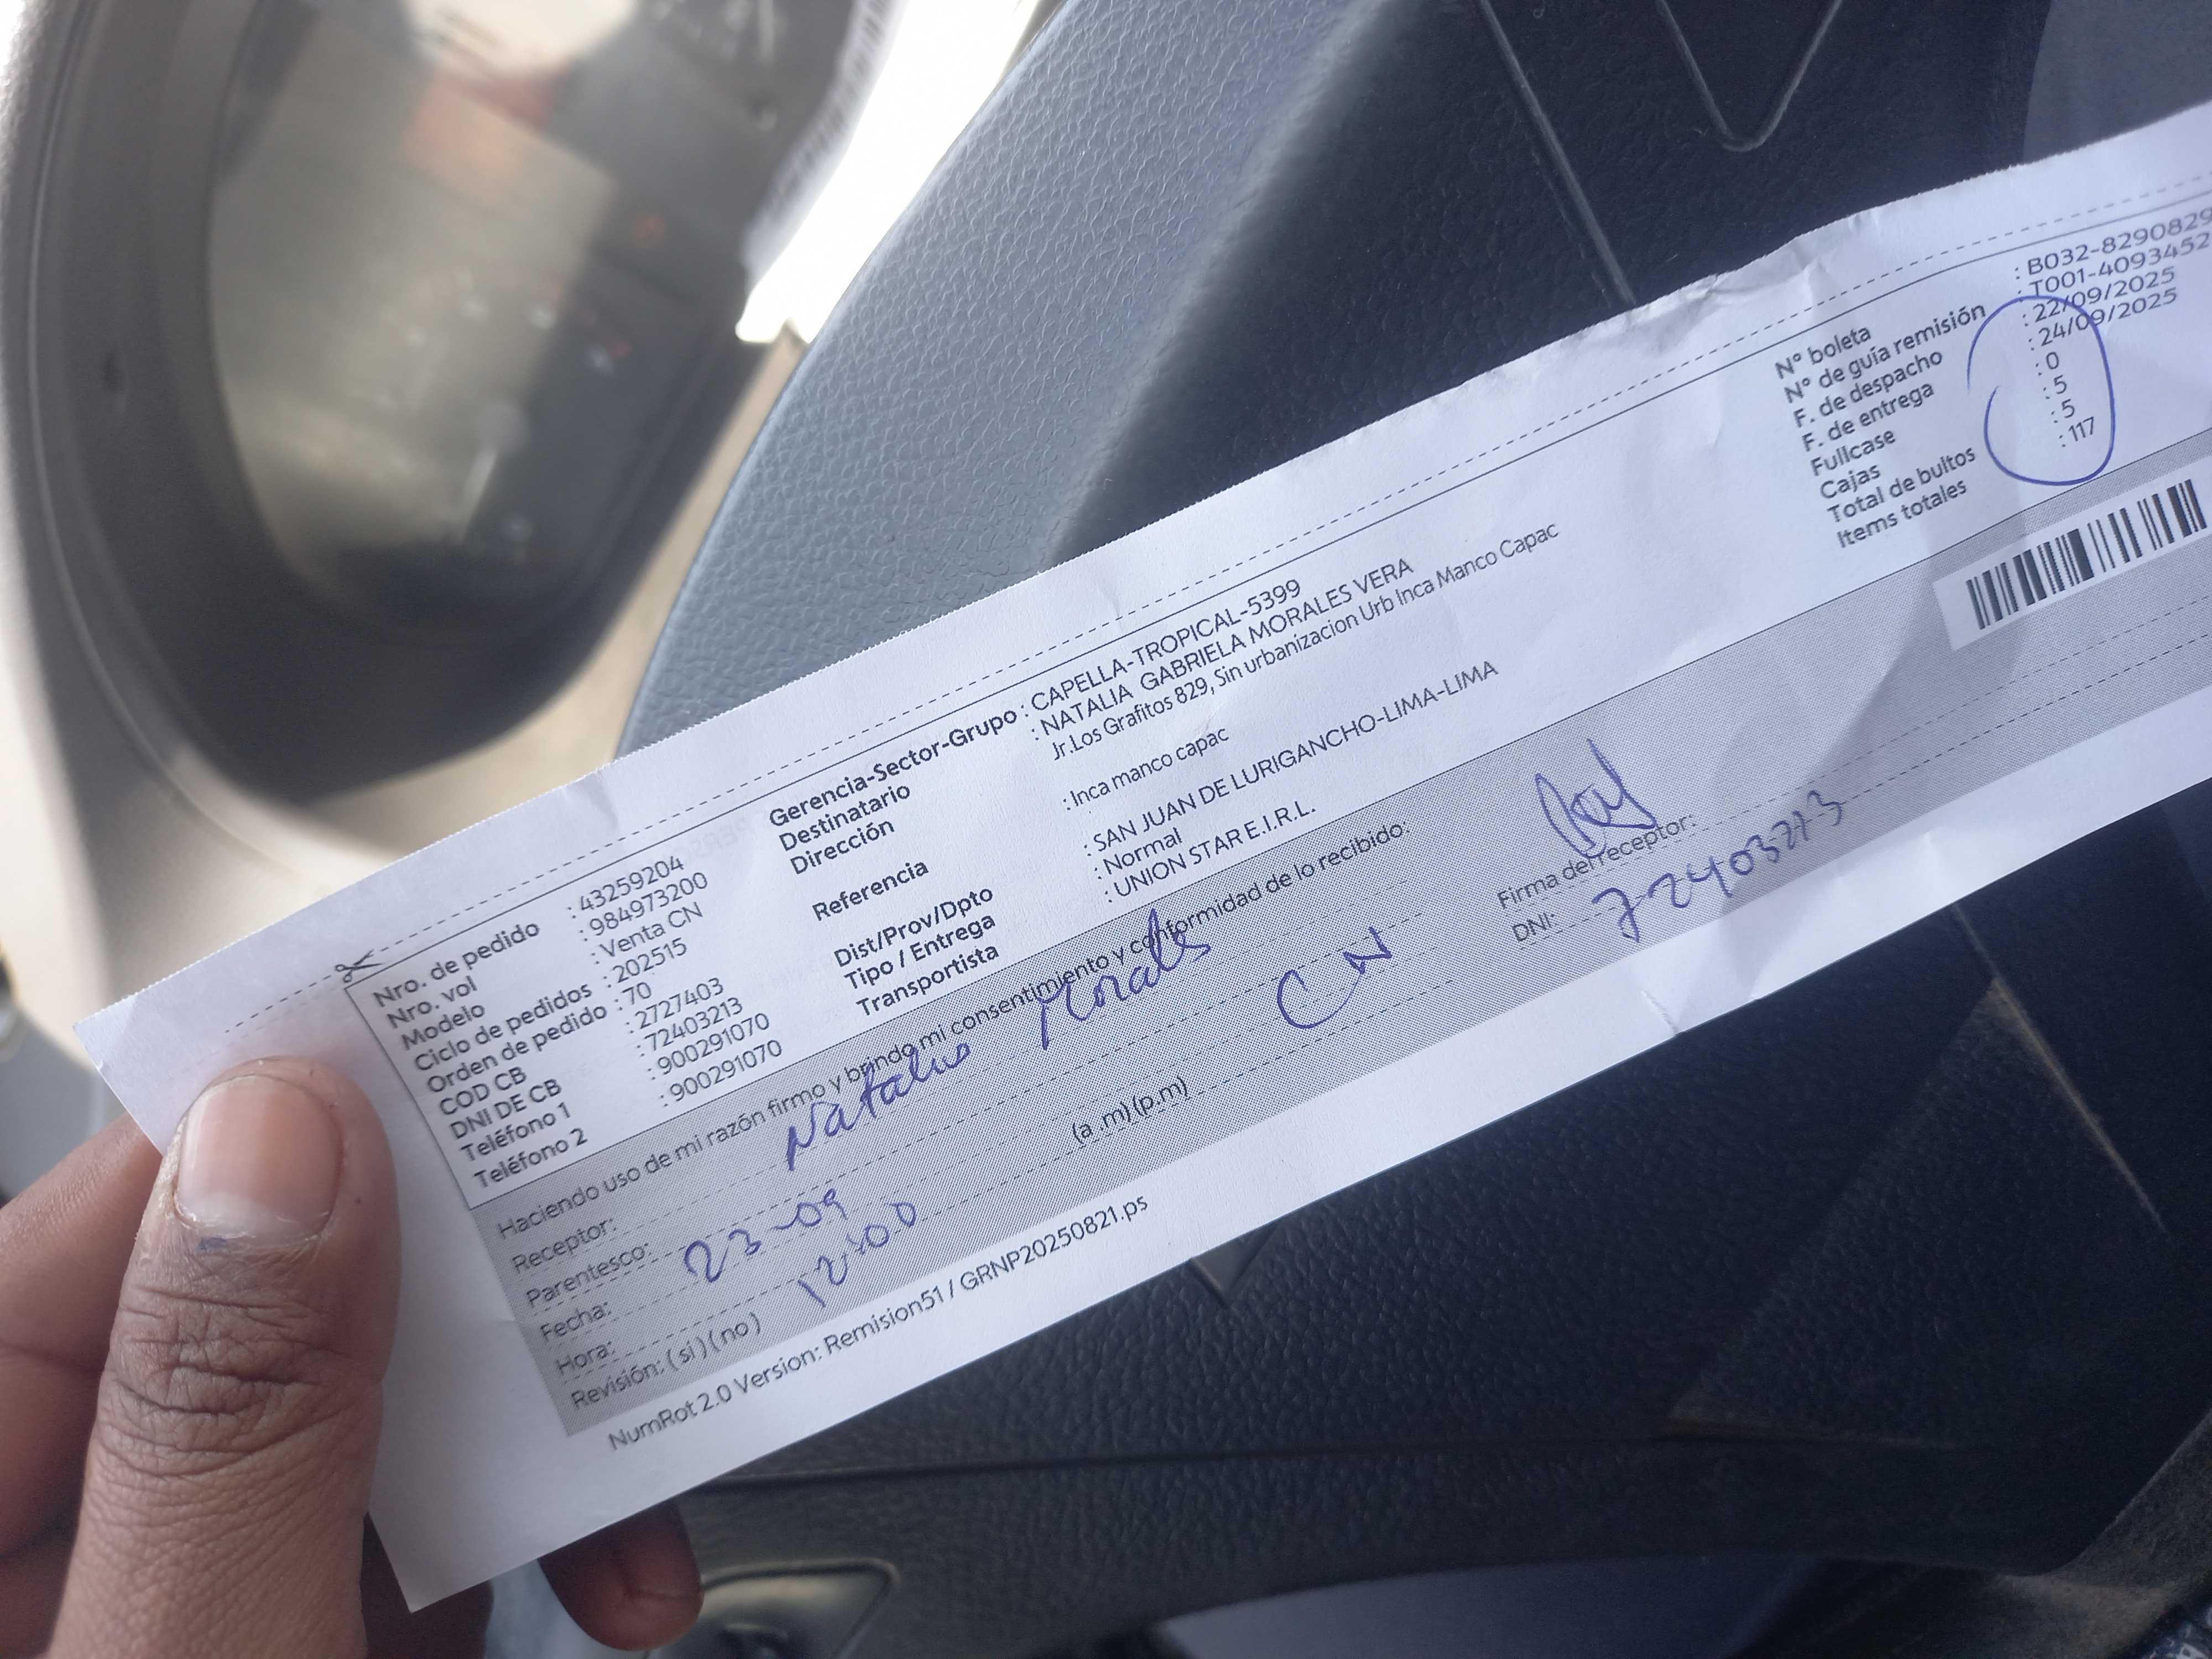 Nro. de pedido : 43259204
Nro. vol : 984973200
Modelo : Venta CN
Ciclo de pedidos : 202515
Orden de pedido : 70
COD CB : 2727403
DNI DE CB : 72403213
Teléfono 1 : 900291070
Teléfono 2 : 900291070
Gerencia-Sector-Grupo : CAPELLA-TROPICAL-5399
Destinatario : NATALIA GABRIELA MORALES VERA
Dirección Jr.Los Grafitos 829, Sin urbanizacion Urb Inca Manco Capac
Referencia : Inca manco capac
Dist/Prov/Dpto : SAN JUAN DE LURIGANCHO-LIMA-LIMA
Tipo / Entrega : Normal
Transportista : UNION STAR E.I.R.L.
N° boleta : B032-8290829
N° de guía remisión : T001-4093452
F. de despacho : 22/09/2025
F. de entrega : 24/09/2025
Fullcase : 0
Cajas : 5
Total de bultos : 5
Items totales : 117
Haciendo uso de mi razón firmo y brindo mi consentimiento y conformidad de lo recibido:
Receptor: Natalia Morales
Parentesco: CN
Fecha: 23-09
Hora: 12:00 (a .m) (p.m)
Revisión: ( si ) ( no )
Firma del receptor:
DNI: 72403213
NumRot 2.0 Version: Remision51 / GRNP20250821.ps